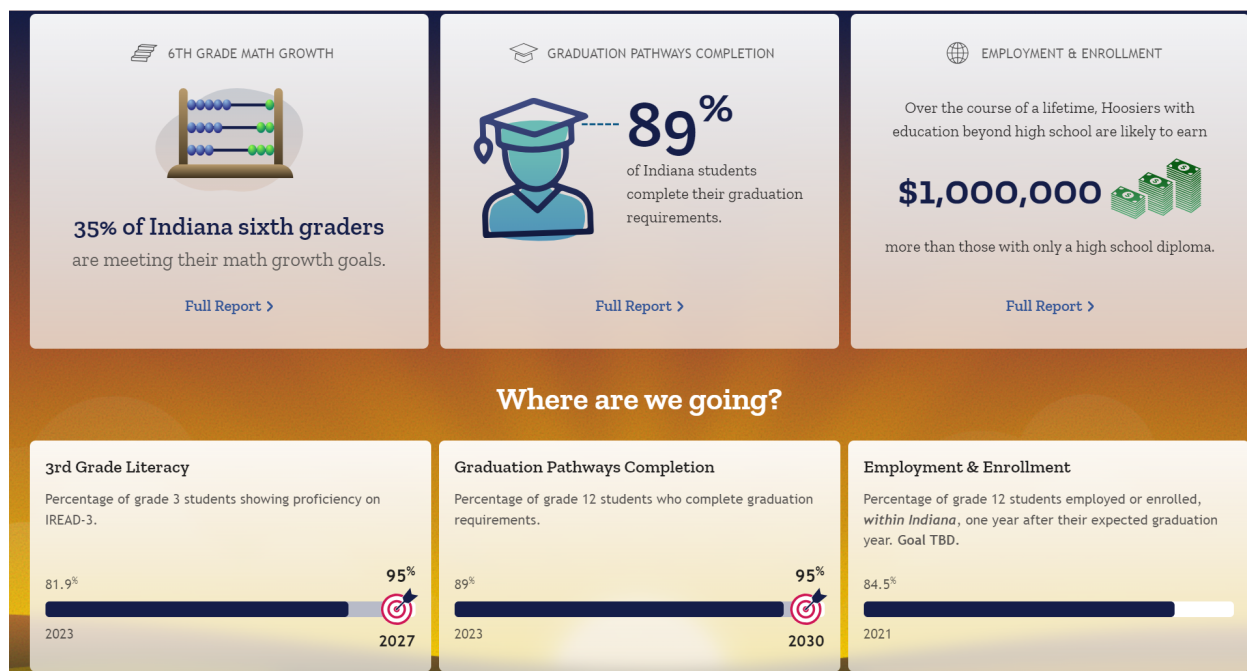 6TH GRADE MATH GROWTH
35% of Indiana sixth graders
are meeting their math growth goals.
Full Report >
GRADUATION PATHWAYS COMPLETION
89%
of Indiana students
complete their graduation
requirements.
Full Report >
EMPLOYMENT & ENROLLMENT
Over the course of a lifetime, Hoosiers with
education beyond high school are likely to earn
$1,000,000
more than those with only a high school diploma.
Full Report >
Where are we going?
3rd Grade Literacy
Percentage of grade 3 students showing proficiency on
IREAD-3.
81.9%
95%
2023
2027
Graduation Pathways Completion
Percentage of grade 12 students who complete graduation
requirements.
89%
95%
2023
2030
Employment & Enrollment
Percentage of grade 12 students employed or enrolled,
within Indiana, one year after their expected graduation
year. Goal TBD.
84.5%
2021